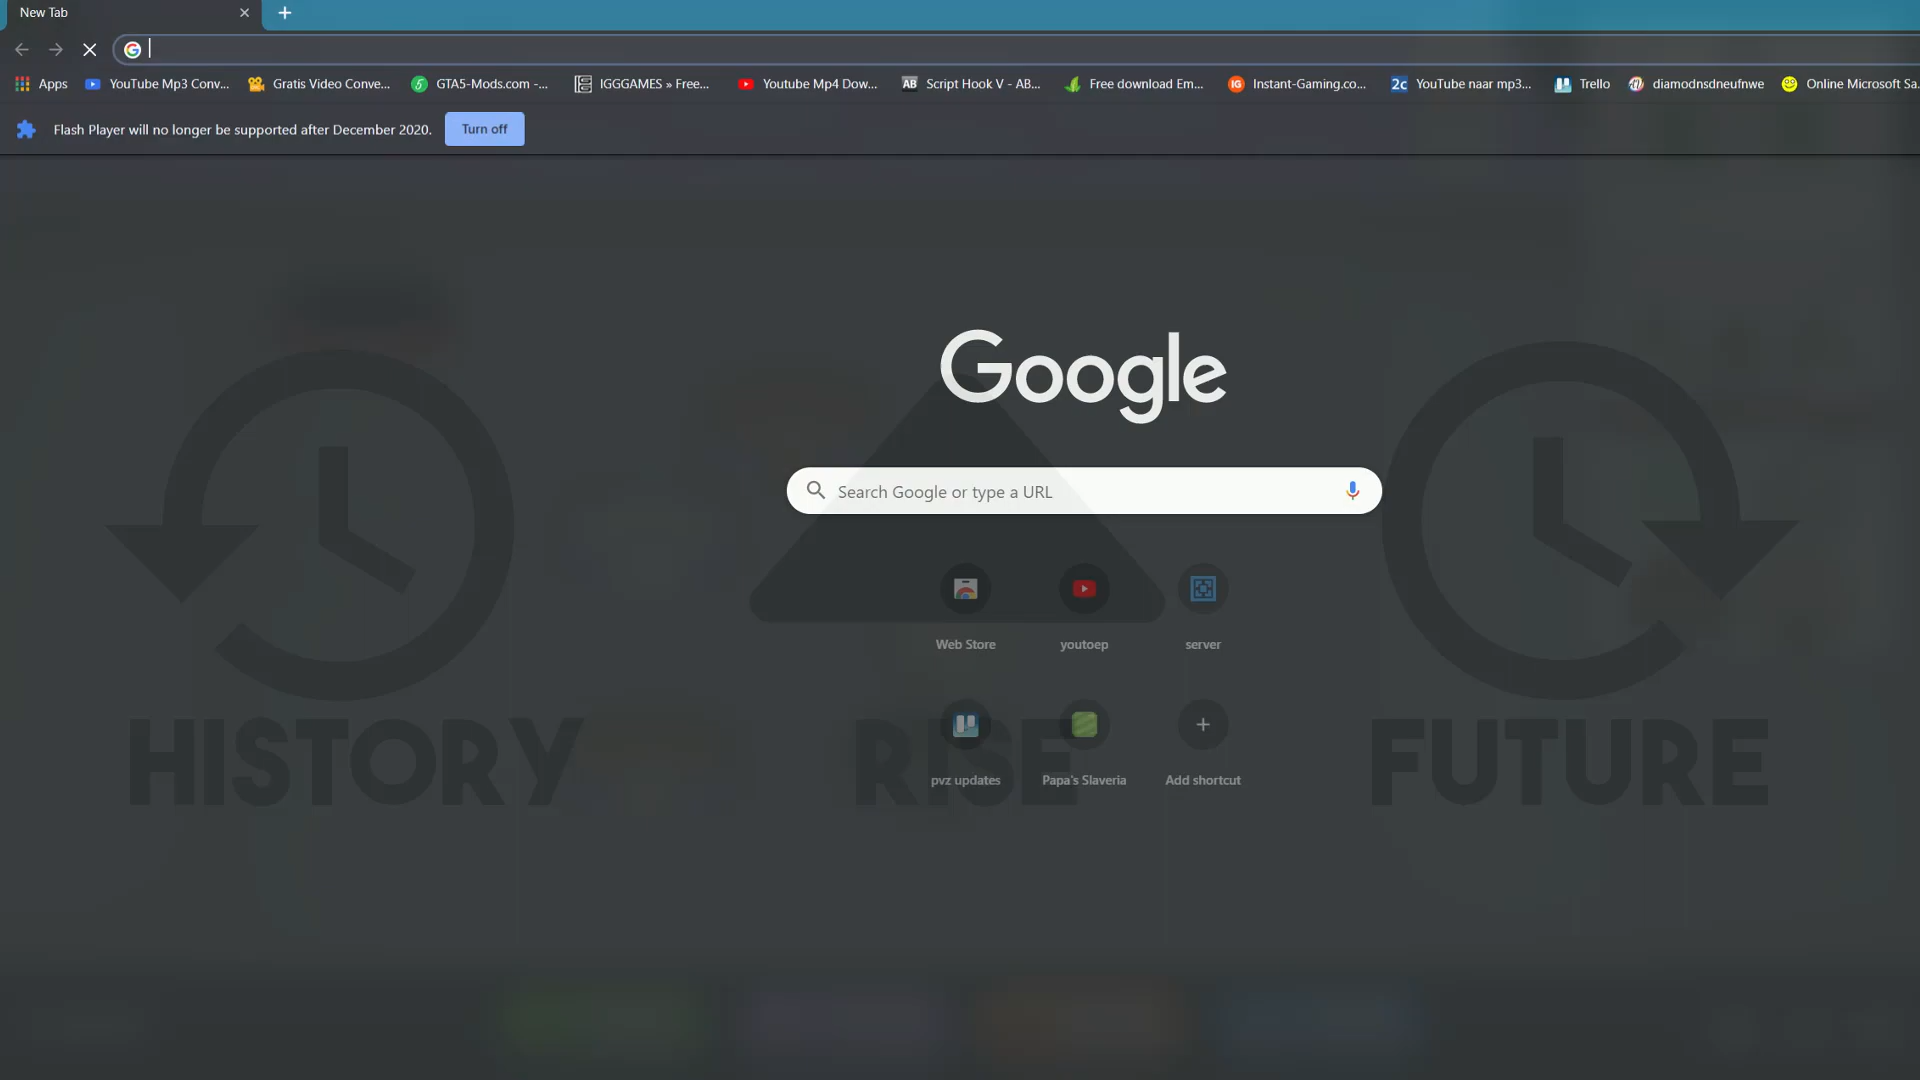 New Tab
Apps
YouTube Mp3 Conv...
Gratis Video Conve...
GTA5-Mods.com -...
IGGGAMES » Free...
Youtube Mp4 Dow...
Script Hook V - AB...
Free download Em...
Instant-Gaming.co...
YouTube naar mp3...
Trello
diamodnsdneufnwe
Online Microsoft Sa.
Flash Player will no longer be supported after December 2020.
Turn off
Google
Search Google or type a URL
Web Store
youtoep
server
HISTORY
RISE
FUTURE
pvz updates
Papa's Slaveria
Add shortcut